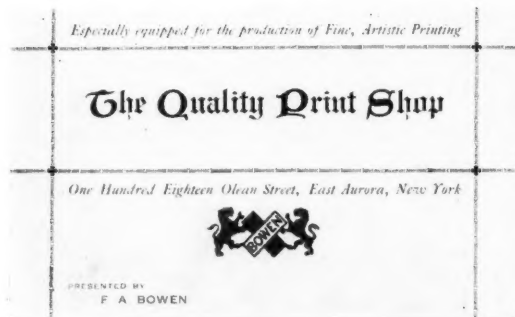 Especially equipped for the production of Fine, Artistic Printing
The Quality Print Shop
One Hundred Eighteen Olean Street, East Aurora, New York
BOWEN
PRESENTED BY
F A BOWEN